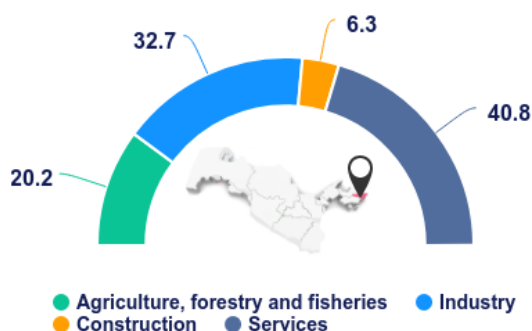 6.3
32.7
40.8
20.2
Agriculture, forestry and fisheries Industry
Construction Services